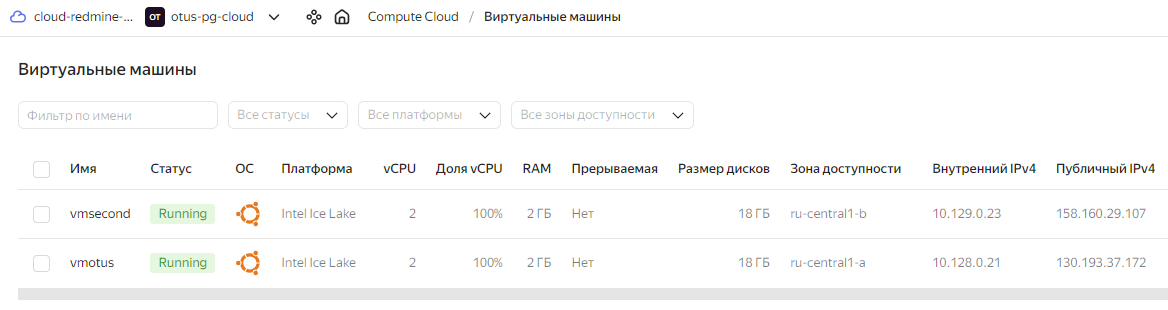 cloud-redmine-... OT otus-pg-cloud Compute Cloud / Виртуальные машины
Виртуальные машины
Фильтр по имени Все статусы Все платформы Все зоны доступности
Имя Статус ОС Платформа vCPU Доля vCPU RAM Прерываемая Размер дисков Зона доступности Внутренний IPv4 Публичный IPv4
vmsecond Running Intel Ice Lake 2 100% 2 ГБ Нет 18 ГБ ru-central1-b 10.129.0.23 158.160.29.107
vmotus Running Intel Ice Lake 2 100% 2 ГБ Нет 18 ГБ ru-central1-a 10.128.0.21 130.193.37.172